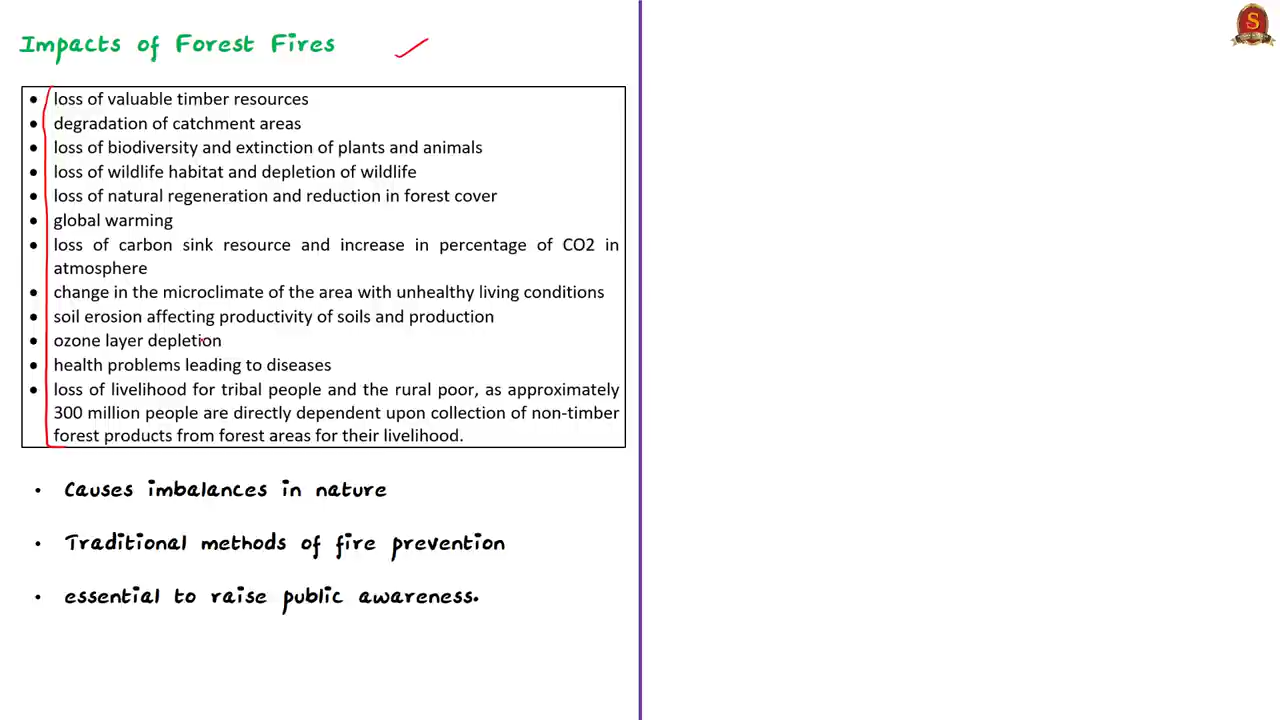 Impacts of Forest Fires
• loss of valuable timber resources
• degradation of catchment areas
• loss of biodiversity and extinction of plants and animals
• loss of wildlife habitat and depletion of wildlife
• loss of natural regeneration and reduction in forest cover
• global warming
• loss of carbon sink resource and increase in percentage of CO2 in
atmosphere
• change in the microclimate of the area with unhealthy living conditions
• soil erosion affecting productivity of soils and production
• ozone layer depletion
• health problems leading to diseases
• loss of livelihood for tribal people and the rural poor, as approximately
300 million people are directly dependent upon collection of non-timber
forest products from forest areas for their livelihood.
• Causes imbalances in nature
• Traditional methods of fire prevention
• essential to raise public awareness.
S